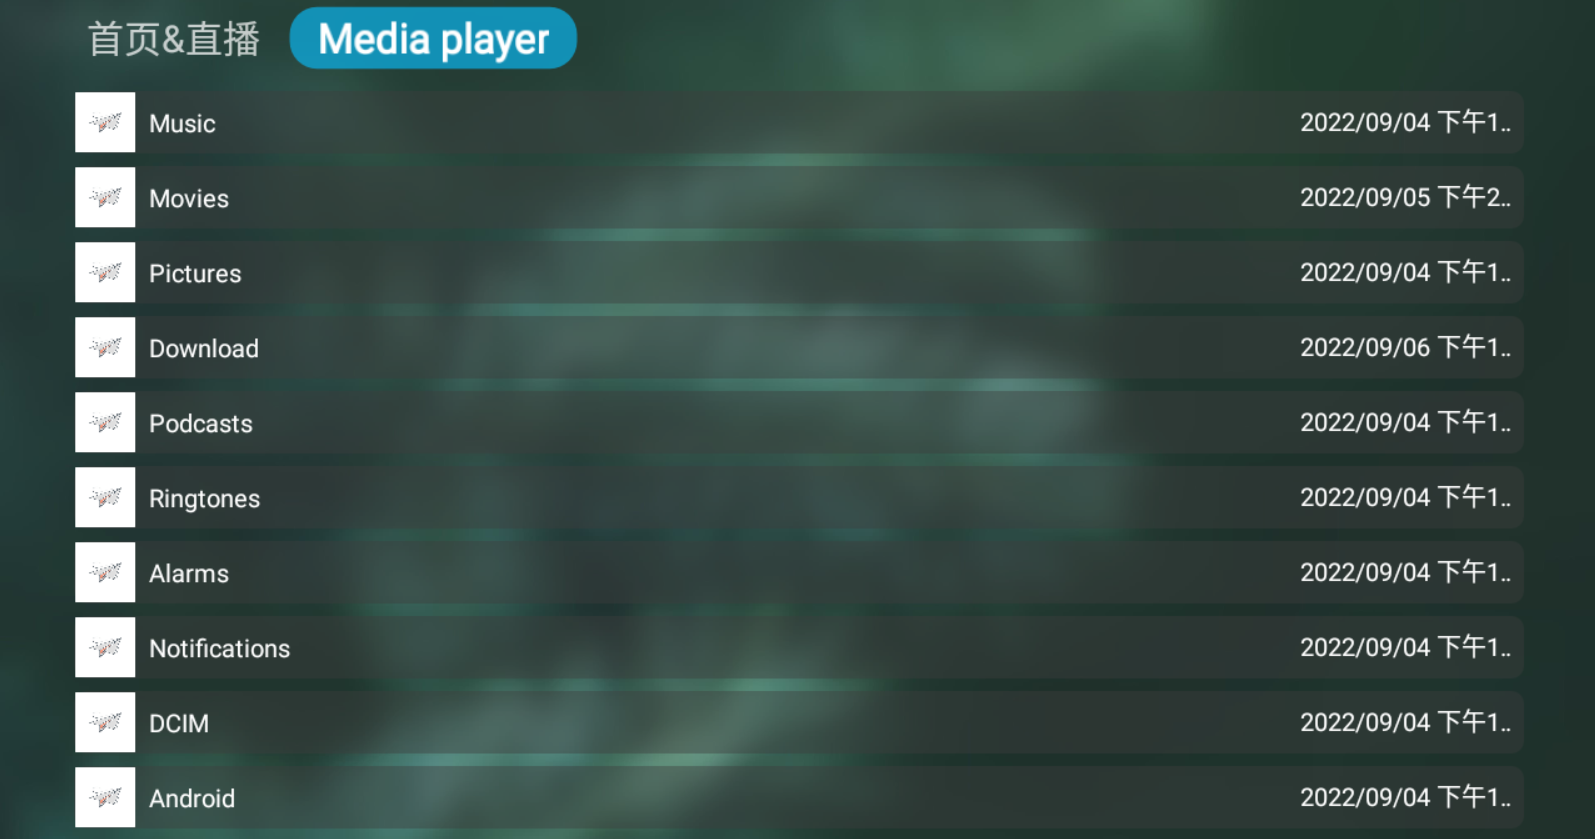 首页&直播 Media player
Music 2022/09/04 下午1..
Movies 2022/09/05 下午2..
Pictures 2022/09/04 下午1..
Download 2022/09/06 下午1..
Podcasts 2022/09/04 下午1..
Ringtones 2022/09/04 下午1..
Alarms 2022/09/04 下午1..
Notifications 2022/09/04 下午1..
DCIM 2022/09/04 下午1..
Android 2022/09/04 下午1..